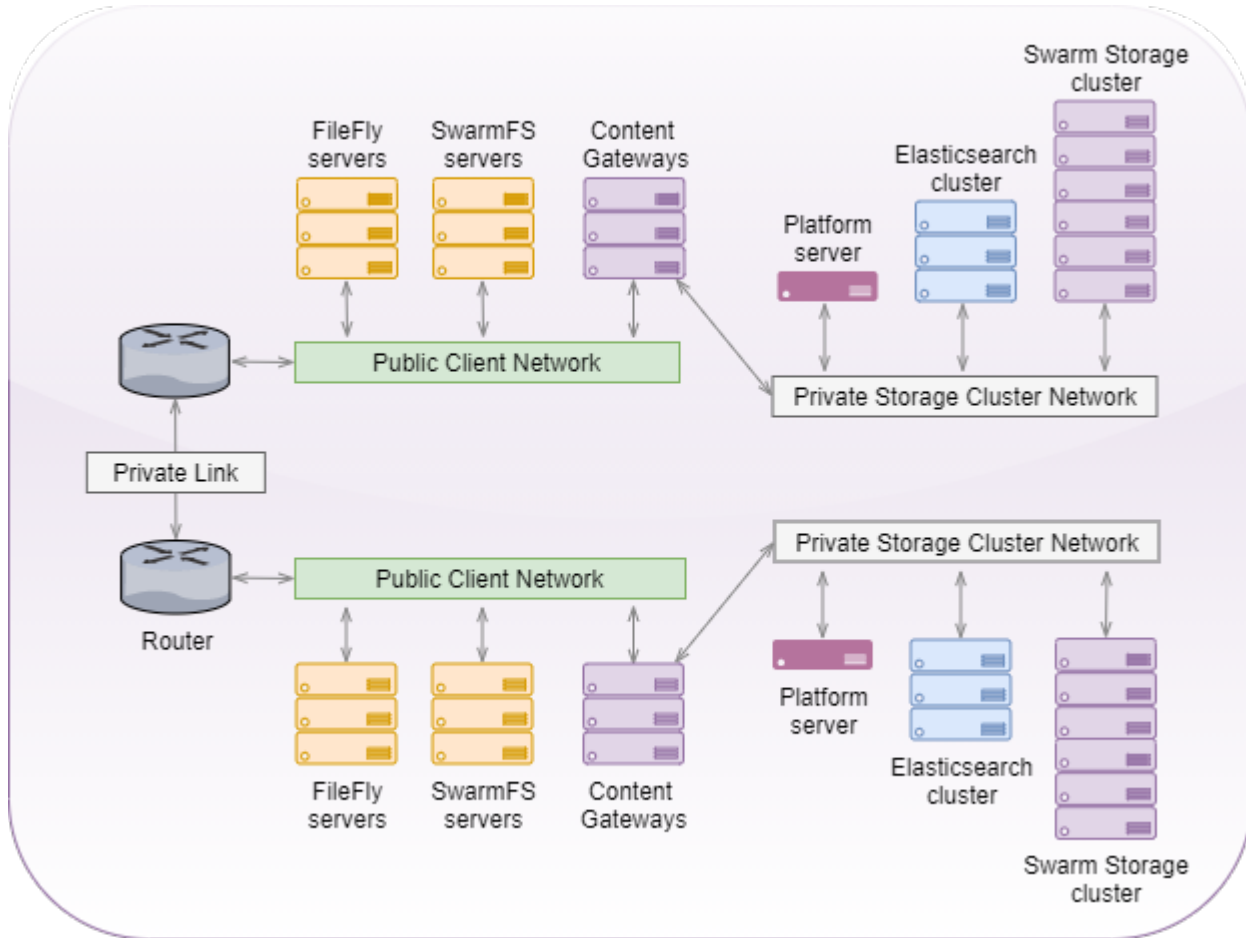 Swarm Storage
cluster
FileFly
servers
SwarmFS
servers
Content
Gateways
Elasticsearch
cluster
Platform
server
Public Client Network
Private Storage Cluster Network
Private Link
Private Storage Cluster Network
Public Client Network
Router
Platform
server
Elasticsearch
cluster
FileFly
servers
SwarmFS
servers
Content
Gateways
Swarm Storage
cluster